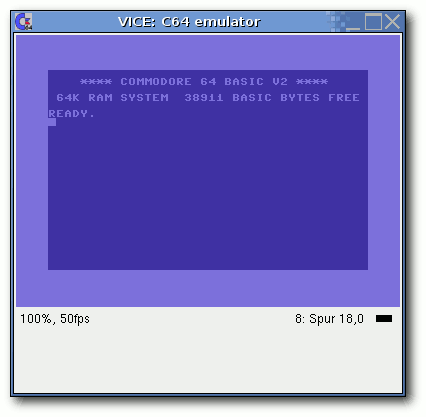 VICE: C64 emulator
**** COMMODORE 64 BASIC V2 ****
64K RAM SYSTEM  38911 BASIC BYTES FREE
READY.
100%, 50fps
8: Spur 18,0